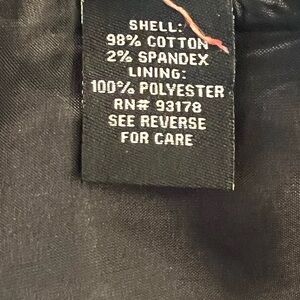 SHELL:
98% COTTON
2% SPANDEX
LINING:
100% POLYESTER
RN# 93178
SEE REVERSE
FOR CARE